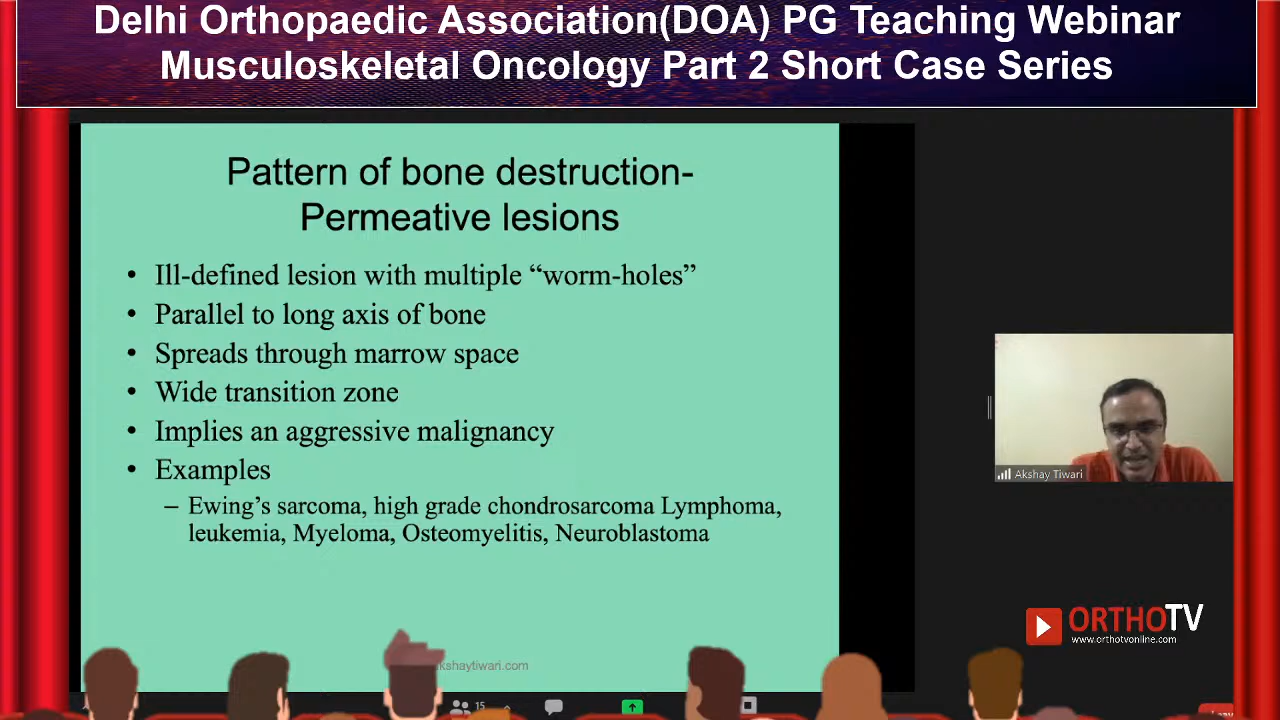 Delhi Orthopaedic Association(DOA) PG Teaching Webinar
Musculoskeletal Oncology Part 2 Short Case Series
Pattern of bone destruction-
Permeative lesions
• Ill-defined lesion with multiple “worm-holes”
• Parallel to long axis of bone
• Spreads through marrow space
• Wide transition zone
• Implies an aggressive malignancy
• Examples
– Ewing’s sarcoma, high grade chondrosarcoma Lymphoma,
leukemia, Myeloma, Osteomyelitis, Neuroblastoma
kshaytiwari.com
Akshay Tiwari
ORTHOTV
www.orthotvonline.com
15